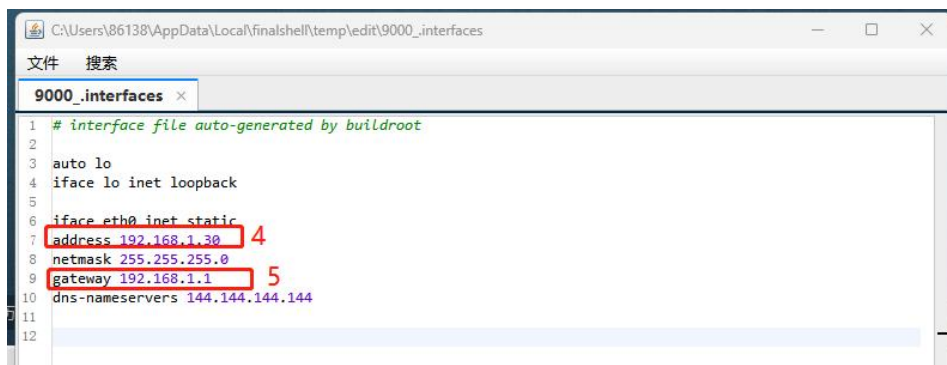 C:\Users\86138\AppData\Local\finalshell\temp\edit\9000_.interfaces
文件 搜索
9000_.interfaces ×
1 # interface file auto-generated by buildroot
2
3 auto lo
4 iface lo inet loopback
5
6 iface eth0 inet static
7 address 192.168.1.30 4
8 netmask 255.255.255.0
9 gateway 192.168.1.1 5
10 dns-nameservers 144.144.144.144
11
12